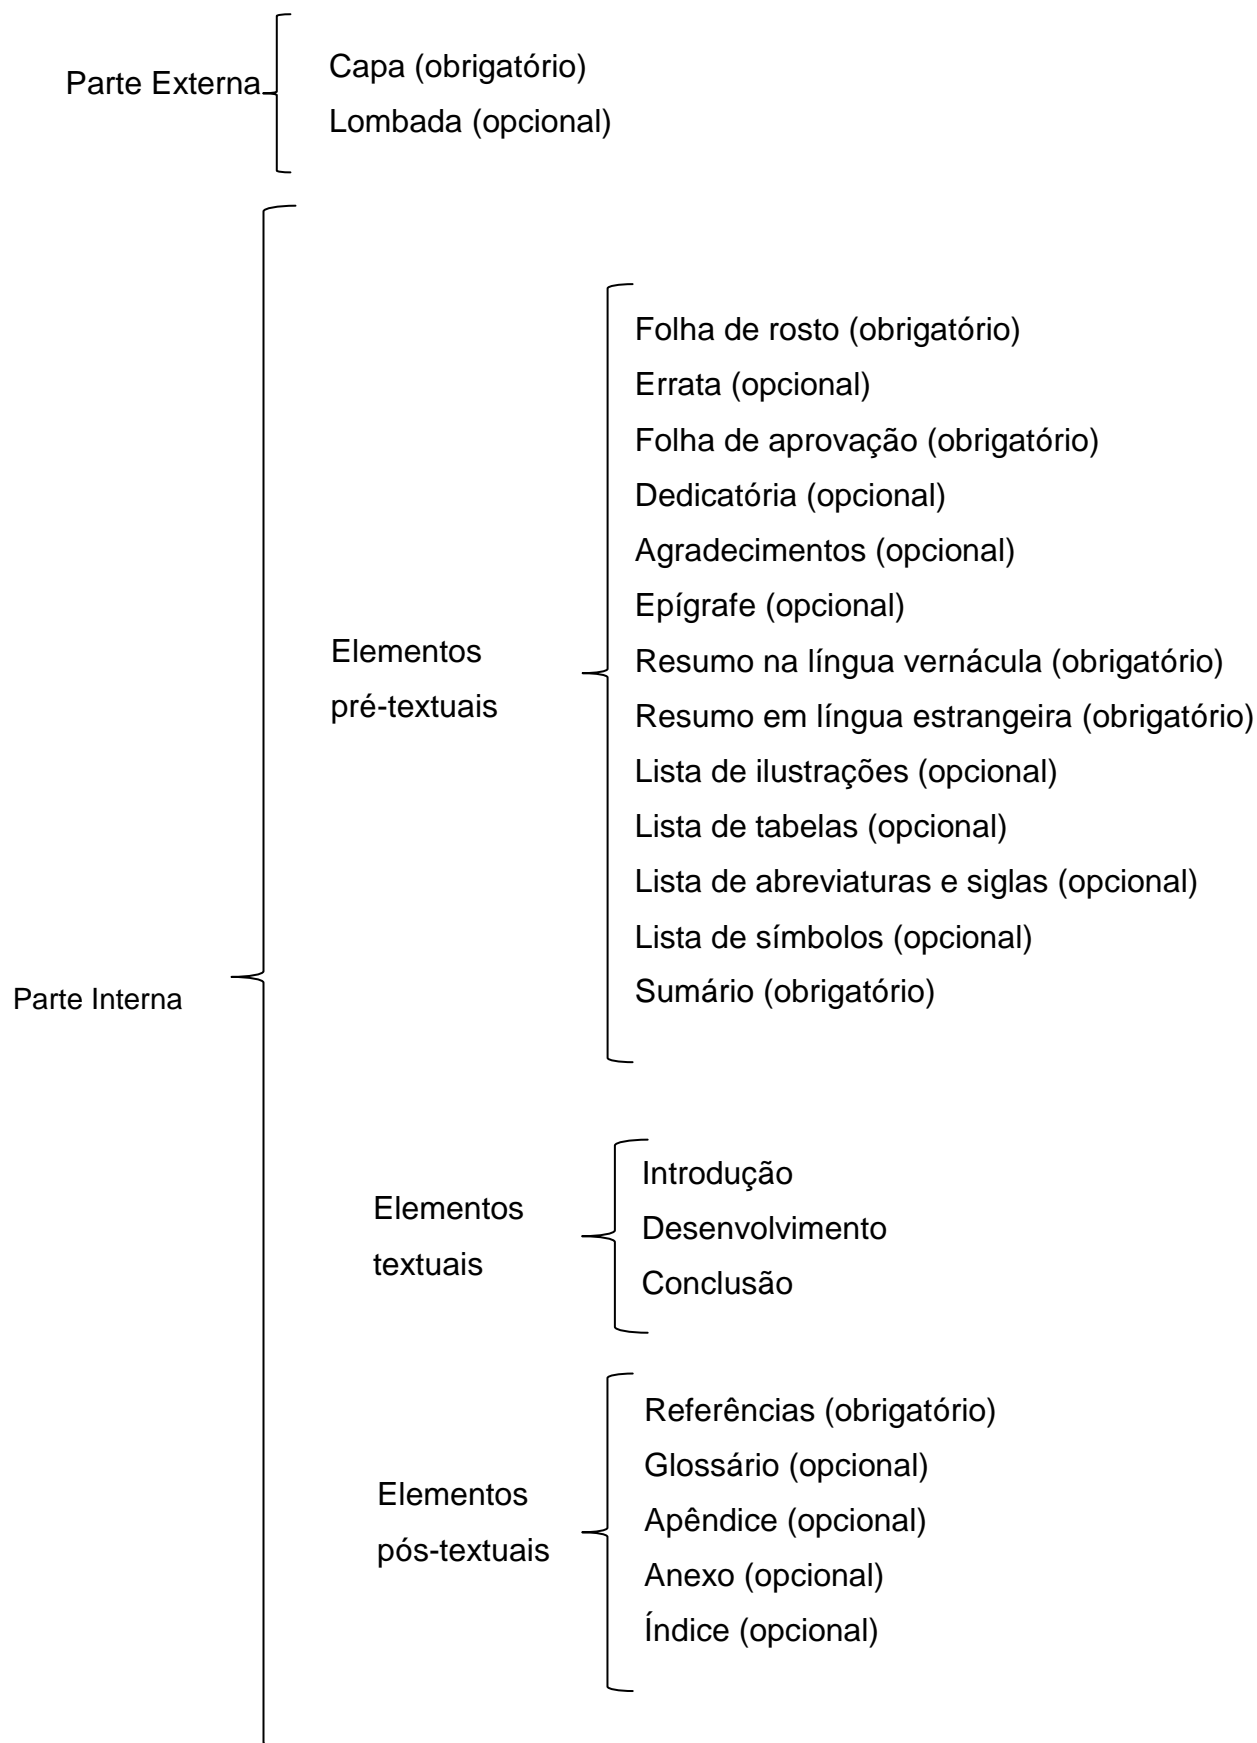 Parte Externa
Capa (obrigatório)
Lombada (opcional)
Parte Interna
Elementos
pré-textuais
Folha de rosto (obrigatório)
Errata (opcional)
Folha de aprovação (obrigatório)
Dedicatória (opcional)
Agradecimentos (opcional)
Epígrafe (opcional)
Resumo na língua vernácula (obrigatório)
Resumo em língua estrangeira (obrigatório)
Lista de ilustrações (opcional)
Lista de tabelas (opcional)
Lista de abreviaturas e siglas (opcional)
Lista de símbolos (opcional)
Sumário (obrigatório)
Elementos
textuais
Introdução
Desenvolvimento
Conclusão
Elementos
pós-textuais
Referências (obrigatório)
Glossário (opcional)
Apêndice (opcional)
Anexo (opcional)
Índice (opcional)